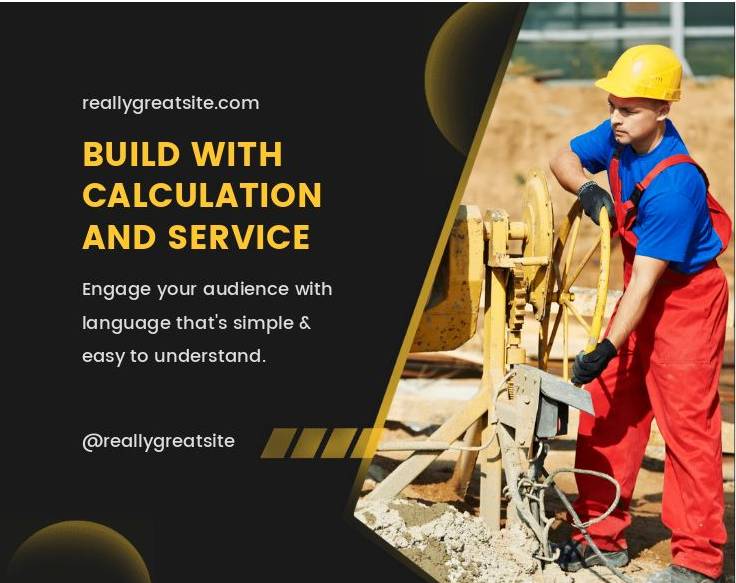 reallygreatsite.com
BUILD WITH
CALCULATION
AND SERVICE
Engage your audience with
language that's simple &
easy to understand.
@reallygreatsite